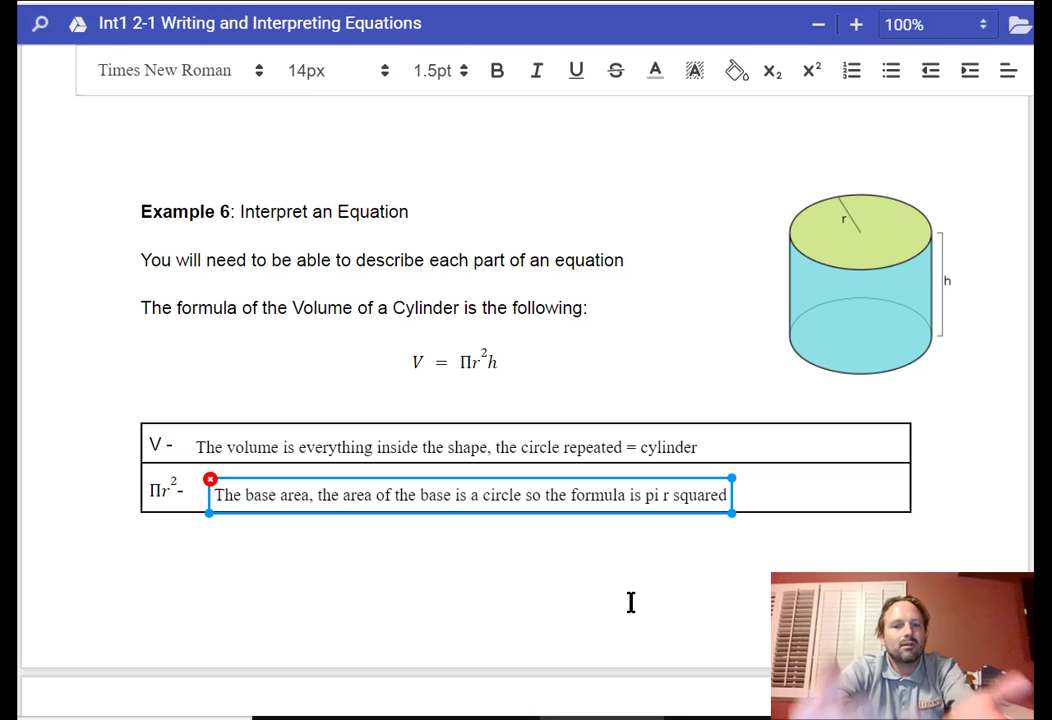 Int1 2-1 Writing and Interpreting Equations
100%
Times New Roman 14px 1.5pt B I U S A A X₂ X²
Example 6: Interpret an Equation
r
You will need to be able to describe each part of an equation
h
The formula of the Volume of a Cylinder is the following:
V = Πr²h
V - The volume is everything inside the shape, the circle repeated = cylinder
Πr²- The base area, the area of the base is a circle so the formula is pi r squared